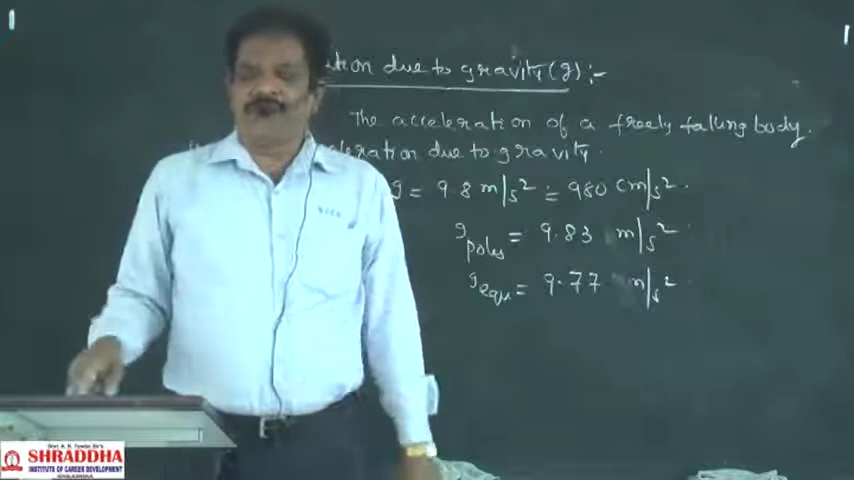 ation due to gravity (g) :-
The acceleration of a freely falling body.
leration due to gravity.
g = 9.8 m/s² = 980 cm/s².
g poles = 9.83 m/s²
g equ = 9.77 m/s²
SHRADDHA
INSTITUTE OF CAREER DEVELOPMENT